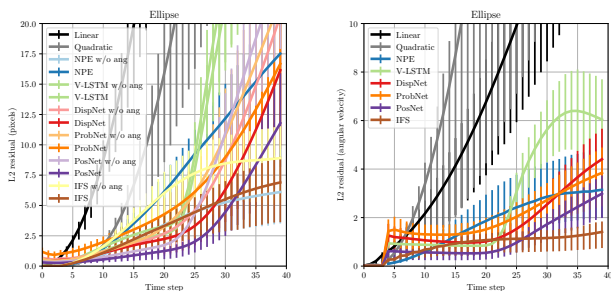 Ellipse
20.0
17.5
15.0
12.5
10.0
7.5
5.0
2.5
0.0
L2 residual (pixels)
Linear
Quadratic
NPE w/o ang
NPE
V-LSTM w/o ang
V-LSTM
DispNet w/o ang
DispNet
ProbNet w/o ang
ProbNet
PosNet w/o ang
PosNet
IFS w/o ang
IFS
0 5 10 15 20 25 30 35 40
Time step
Ellipse
10
8
6
4
2
0
L2 residual (angular velocity)
Linear
Quadratic
NPE
V-LSTM
DispNet
ProbNet
PosNet
IFS
0 5 10 15 20 25 30 35 40
Time step